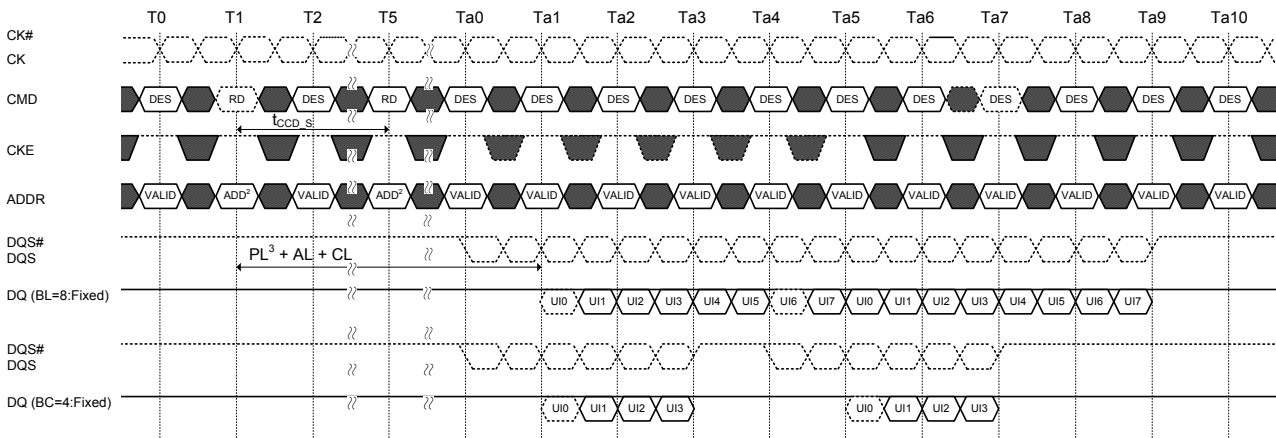 T0 T1 T2 T5 Ta0 Ta1 Ta2 Ta3 Ta4 Ta5 Ta6 Ta7 Ta8 Ta9 Ta10
CK#
CK
CMD DES RD DES RD DES DES DES DES DES DES DES DES DES DES DES
tCCD_S
CKE
ADDR VALID ADD² VALID ADD² VALID VALID VALID VALID VALID VALID VALID VALID VALID VALID VALID
DQS#
DQS
PL³ + AL + CL
DQ (BL=8:Fixed) UI0 UI1 UI2 UI3 UI4 UI5 UI6 UI7 UI0 UI1 UI2 UI3 UI4 UI5 UI6 UI7
DQS#
DQS
DQ (BC=4:Fixed) UI0 UI1 UI2 UI3 UI0 UI1 UI2 UI3